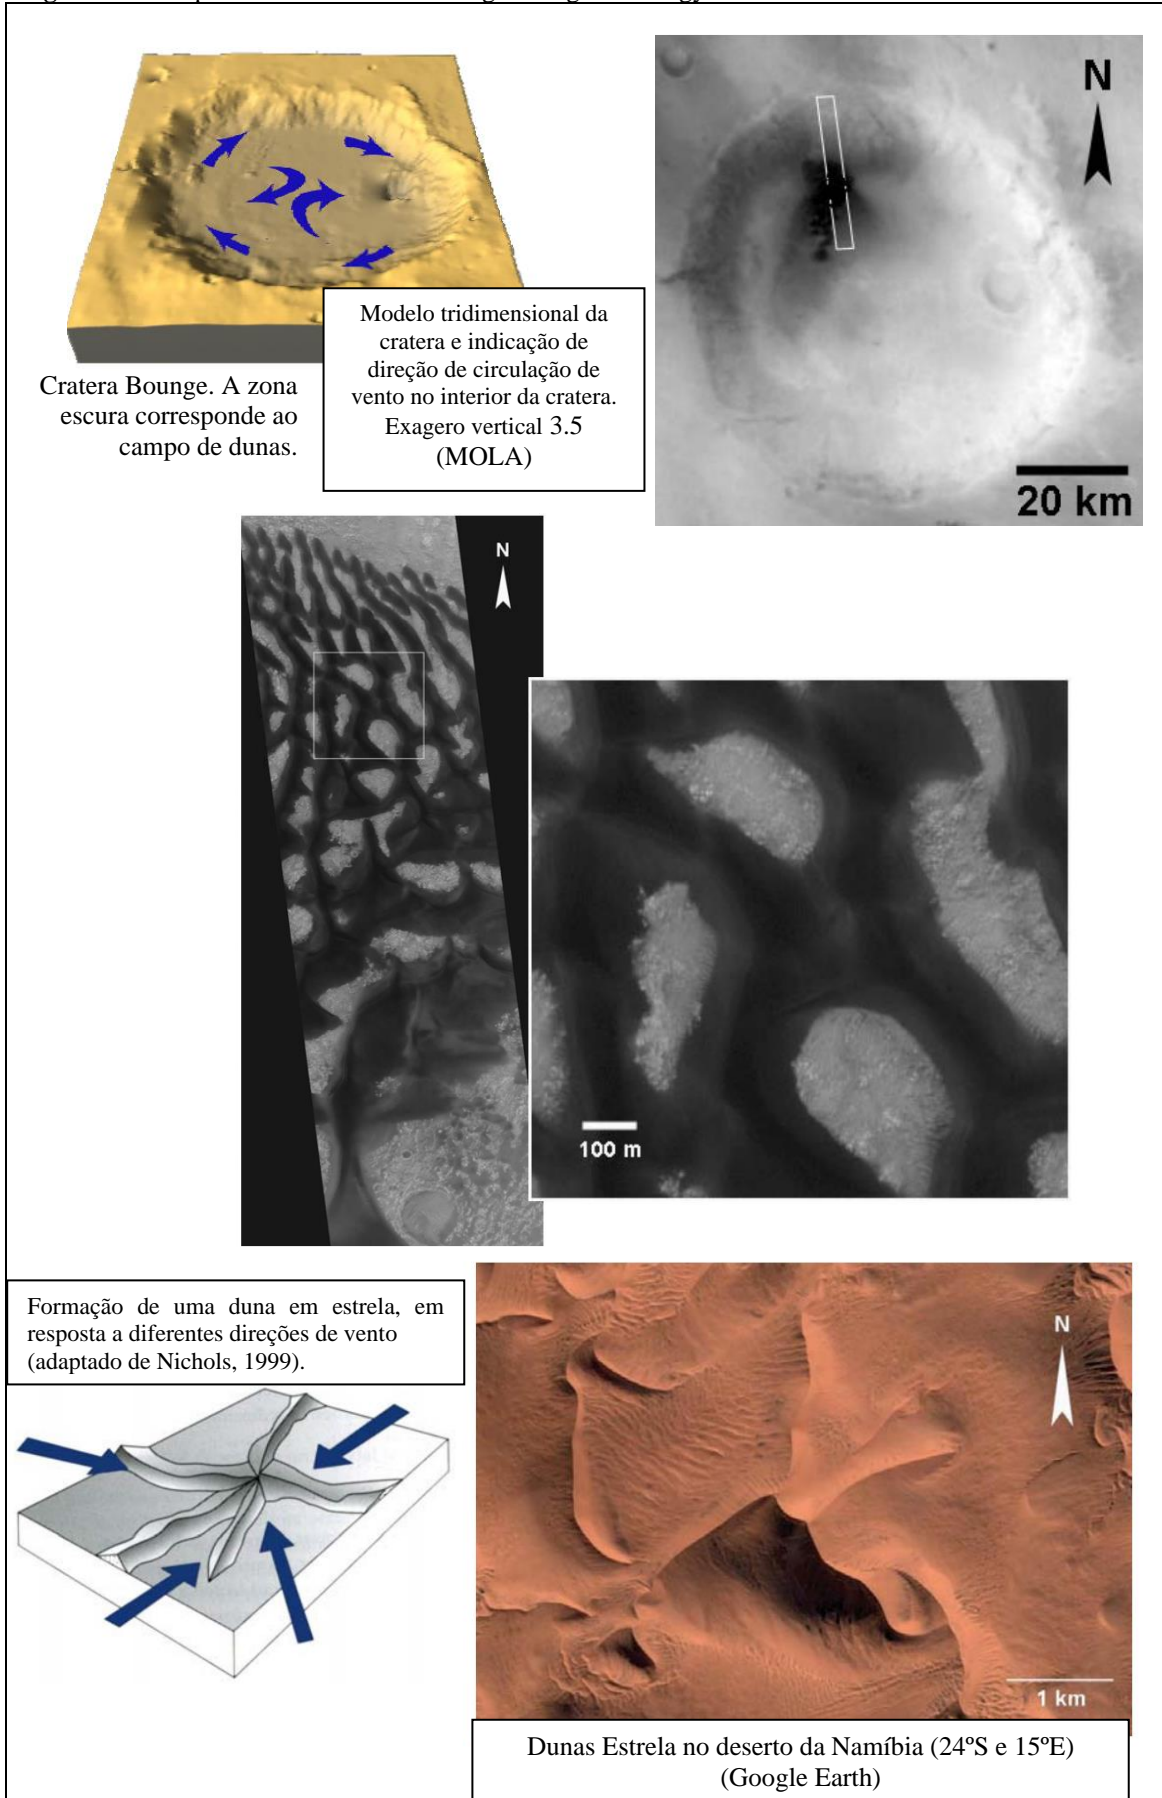 N
20 km
Modelo tridimensional da
cratera e indicação de
direção de circulação de
vento no interior da cratera.
Exagero vertical 3.5
(MOLA)
Cratera Bounge. A zona
escura corresponde ao
campo de dunas.
N
100 m
Formação de uma duna em estrela, em
resposta a diferentes direções de vento
(adaptado de Nichols, 1999).
N
1 km
Dunas Estrela no deserto da Namíbia (24ºS e 15ºE)
(Google Earth)